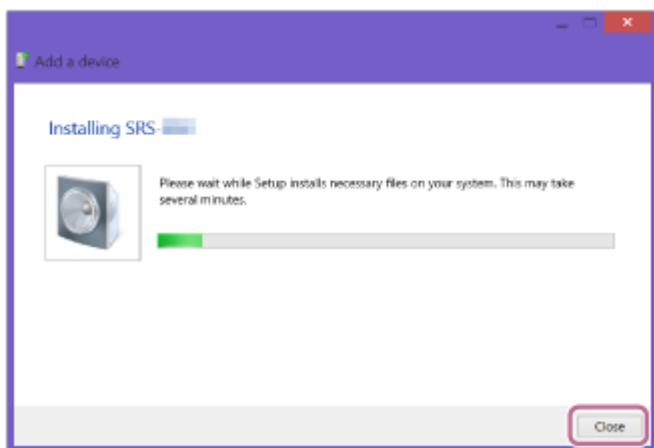 Add a device
Installing SRS-
Please wait while Setup installs necessary files on your system. This may take
several minutes.
Close